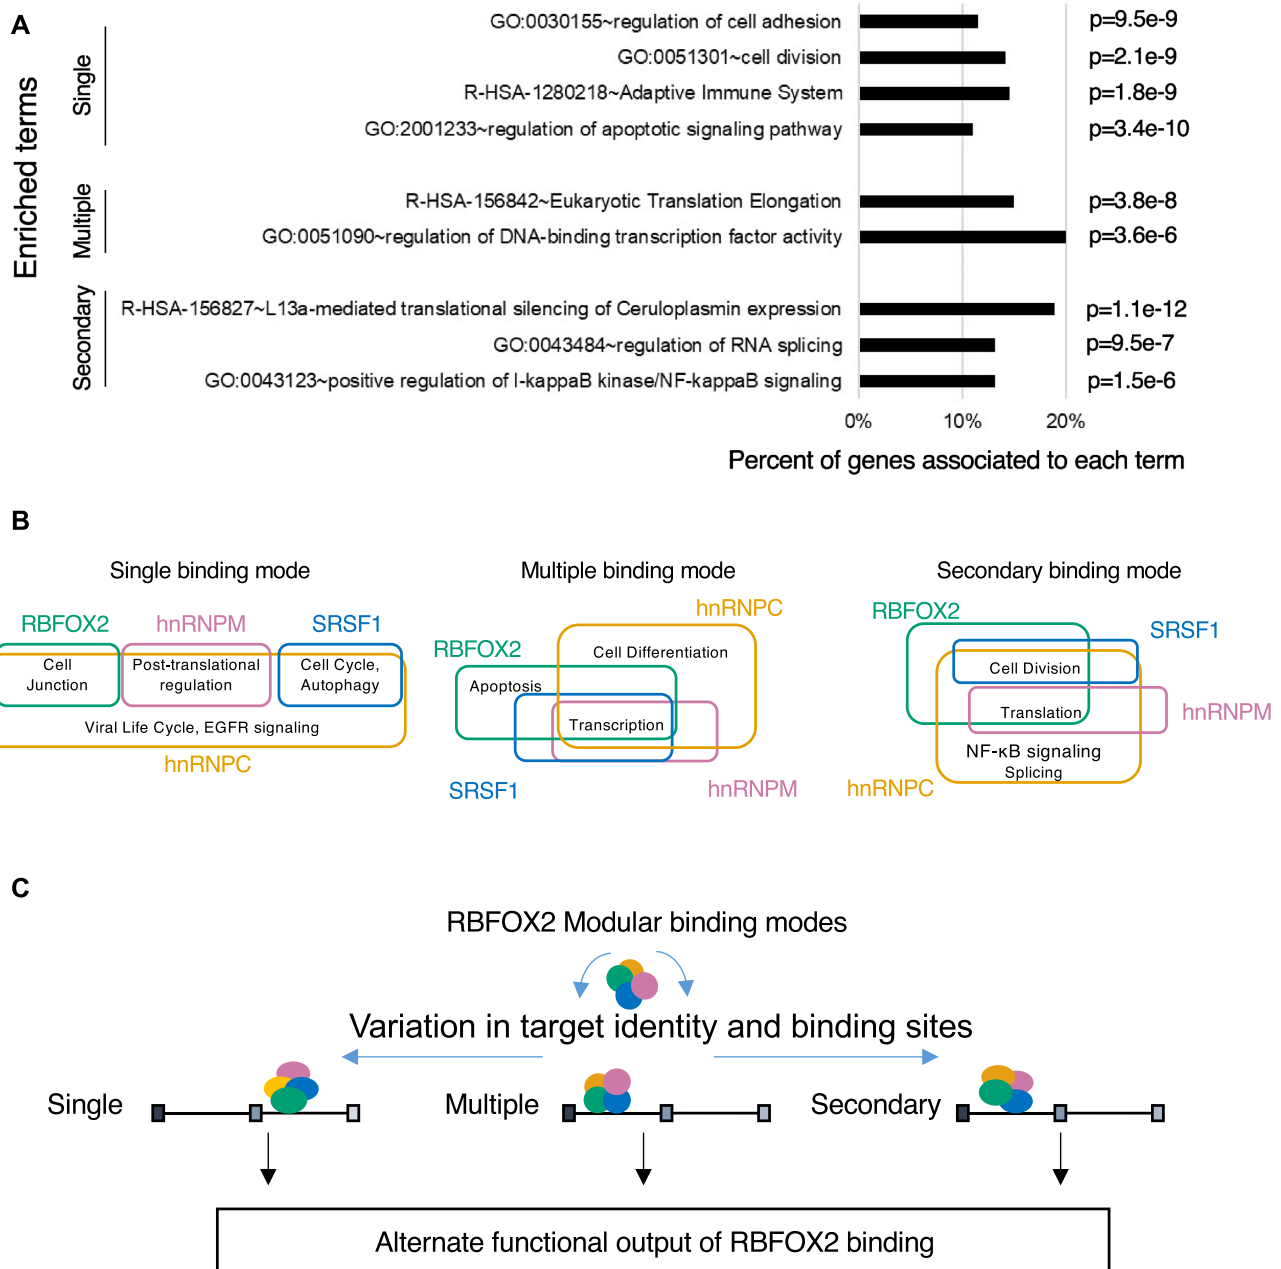 A
Enriched terms
Single
GO:0030155~regulation of cell adhesion p=9.5e-9
GO:0051301~cell division p=2.1e-9
R-HSA-1280218~Adaptive Immune System p=1.8e-9
GO:2001233~regulation of apoptotic signaling pathway p=3.4e-10
Multiple
R-HSA-156842~Eukaryotic Translation Elongation p=3.8e-8
GO:0051090~regulation of DNA-binding transcription factor activity p=3.6e-6
Secondary
R-HSA-156827~L13a-mediated translational silencing of Ceruloplasmin expression p=1.1e-12
GO:0043484~regulation of RNA splicing p=9.5e-7
GO:0043123~positive regulation of I-kappaB kinase/NF-kappaB signaling p=1.5e-6
0% 10% 20%
Percent of genes associated to each term
B
Single binding mode
RBFOX2 hnRNPM SRSF1
Cell
Junction
Post-translational
regulation
Cell Cycle,
Autophagy
Viral Life Cycle, EGFR signaling
hnRNPC
Multiple binding mode
hnRNPC
RBFOX2
Cell Differentiation
Apoptosis
Transcription
SRSF1
hnRNPM
Secondary binding mode
RBFOX2
SRSF1
Cell Division
Translation
hnRNPM
NF-κB signaling
Splicing
hnRNPC
C
RBFOX2 Modular binding modes
Variation in target identity and binding sites
Single Multiple Secondary
Alternate functional output of RBFOX2 binding